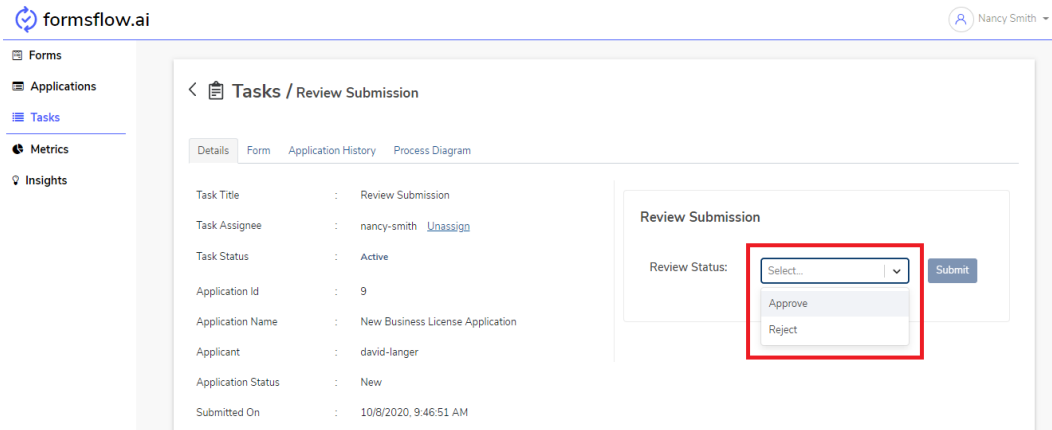 formsflow.ai
Nancy Smith
Forms
Applications
Tasks
Metrics
Insights
Tasks / Review Submission
Details Form Application History Process Diagram
Task Title : Review Submission
Task Assignee : nancy-smith Unassign
Task Status : Active
Application Id : 9
Application Name : New Business License Application
Applicant : david-langer
Application Status : New
Submitted On : 10/8/2020, 9:46:51 AM
Review Submission
Review Status: Select... Submit
Approve
Reject